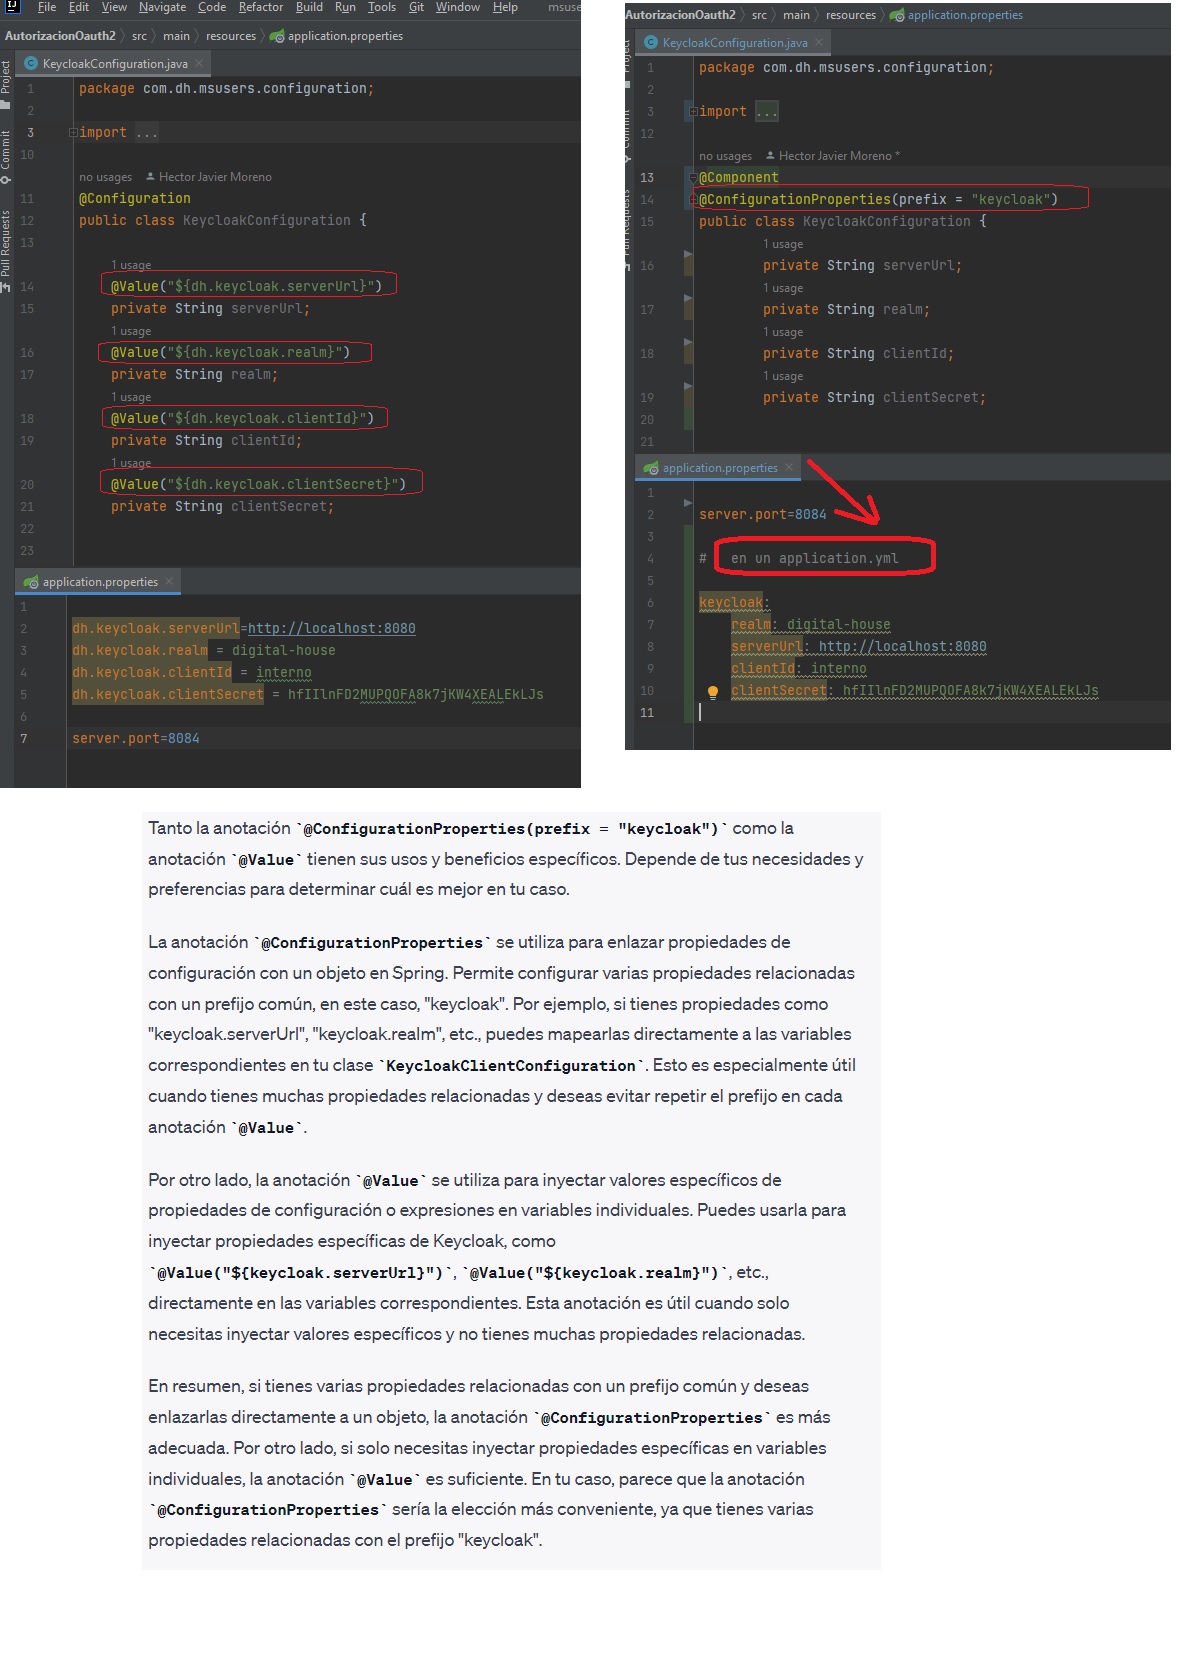 File Edit View Navigate Code Refactor Build Run Tools Git Window Help msuse
AutorizacionOauth2 src main resources application.properties
KeycloakConfiguration.java
Project
Commit
Pull Requests
1 package com.dh.msusers.configuration;
2
3 import ...
10
no usages Hector Javier Moreno
11 @Configuration
12 public class KeycloakConfiguration {
13
1 usage
14 @Value("${dh.keycloak.serverUrl}")
15 private String serverUrl;
1 usage
16 @Value("${dh.keycloak.realm}")
17 private String realm;
1 usage
18 @Value("${dh.keycloak.clientId}")
19 private String clientId;
1 usage
20 @Value("${dh.keycloak.clientSecret}")
21 private String clientSecret;
22
23
application.properties
1
2 dh.keycloak.serverUrl=http://localhost:8080
3 dh.keycloak.realm = digital-house
4 dh.keycloak.clientId = interno
5 dh.keycloak.clientSecret = hfIIlnFD2MUPQOFA8k7jKW4XEALEkLJs
6
7 server.port=8084
AutorizacionOauth2 src main resources application.properties
KeycloakConfiguration.java
1 package com.dh.msusers.configuration;
2
3 import ...
12
no usages Hector Javier Moreno *
13 @Component
14 @ConfigurationProperties(prefix = "keycloak")
15 public class KeycloakConfiguration {
1 usage
16 private String serverUrl;
1 usage
17 private String realm;
1 usage
18 private String clientId;
1 usage
19 private String clientSecret;
20
21
application.properties
1
2 server.port=8084
3
4 # en un application.yml
5
6 keycloak:
7 realm: digital-house
8 serverUrl: http://localhost:8080
9 clientId: interno
10 clientSecret: hfIIlnFD2MUPQOFA8k7jKW4XEALEkLJs
11
Tanto la anotación `@ConfigurationProperties(prefix = "keycloak")` como la
anotación `@Value` tienen sus usos y beneficios específicos. Depende de tus necesidades y
preferencias para determinar cuál es mejor en tu caso.
La anotación `@ConfigurationProperties` se utiliza para enlazar propiedades de
configuración con un objeto en Spring. Permite configurar varias propiedades relacionadas
con un prefijo común, en este caso, "keycloak". Por ejemplo, si tienes propiedades como
"keycloak.serverUrl", "keycloak.realm", etc., puedes mapearlas directamente a las variables
correspondientes en tu clase `KeycloakClientConfiguration`. Esto es especialmente útil
cuando tienes muchas propiedades relacionadas y deseas evitar repetir el prefijo en cada
anotación `@Value`.
Por otro lado, la anotación `@Value` se utiliza para inyectar valores específicos de
propiedades de configuración o expresiones en variables individuales. Puedes usarla para
inyectar propiedades específicas de Keycloak, como
`@Value("${keycloak.serverUrl}")`, `@Value("${keycloak.realm}")`, etc.,
directamente en las variables correspondientes. Esta anotación es útil cuando solo
necesitas inyectar valores específicos y no tienes muchas propiedades relacionadas.
En resumen, si tienes varias propiedades relacionadas con un prefijo común y deseas
enlazarlas directamente a un objeto, la anotación `@ConfigurationProperties` es más
adecuada. Por otro lado, si solo necesitas inyectar propiedades específicas en variables
individuales, la anotación `@Value` es suficiente. En tu caso, parece que la anotación
`@ConfigurationProperties` sería la elección más conveniente, ya que tienes varias
propiedades relacionadas con el prefijo "keycloak".